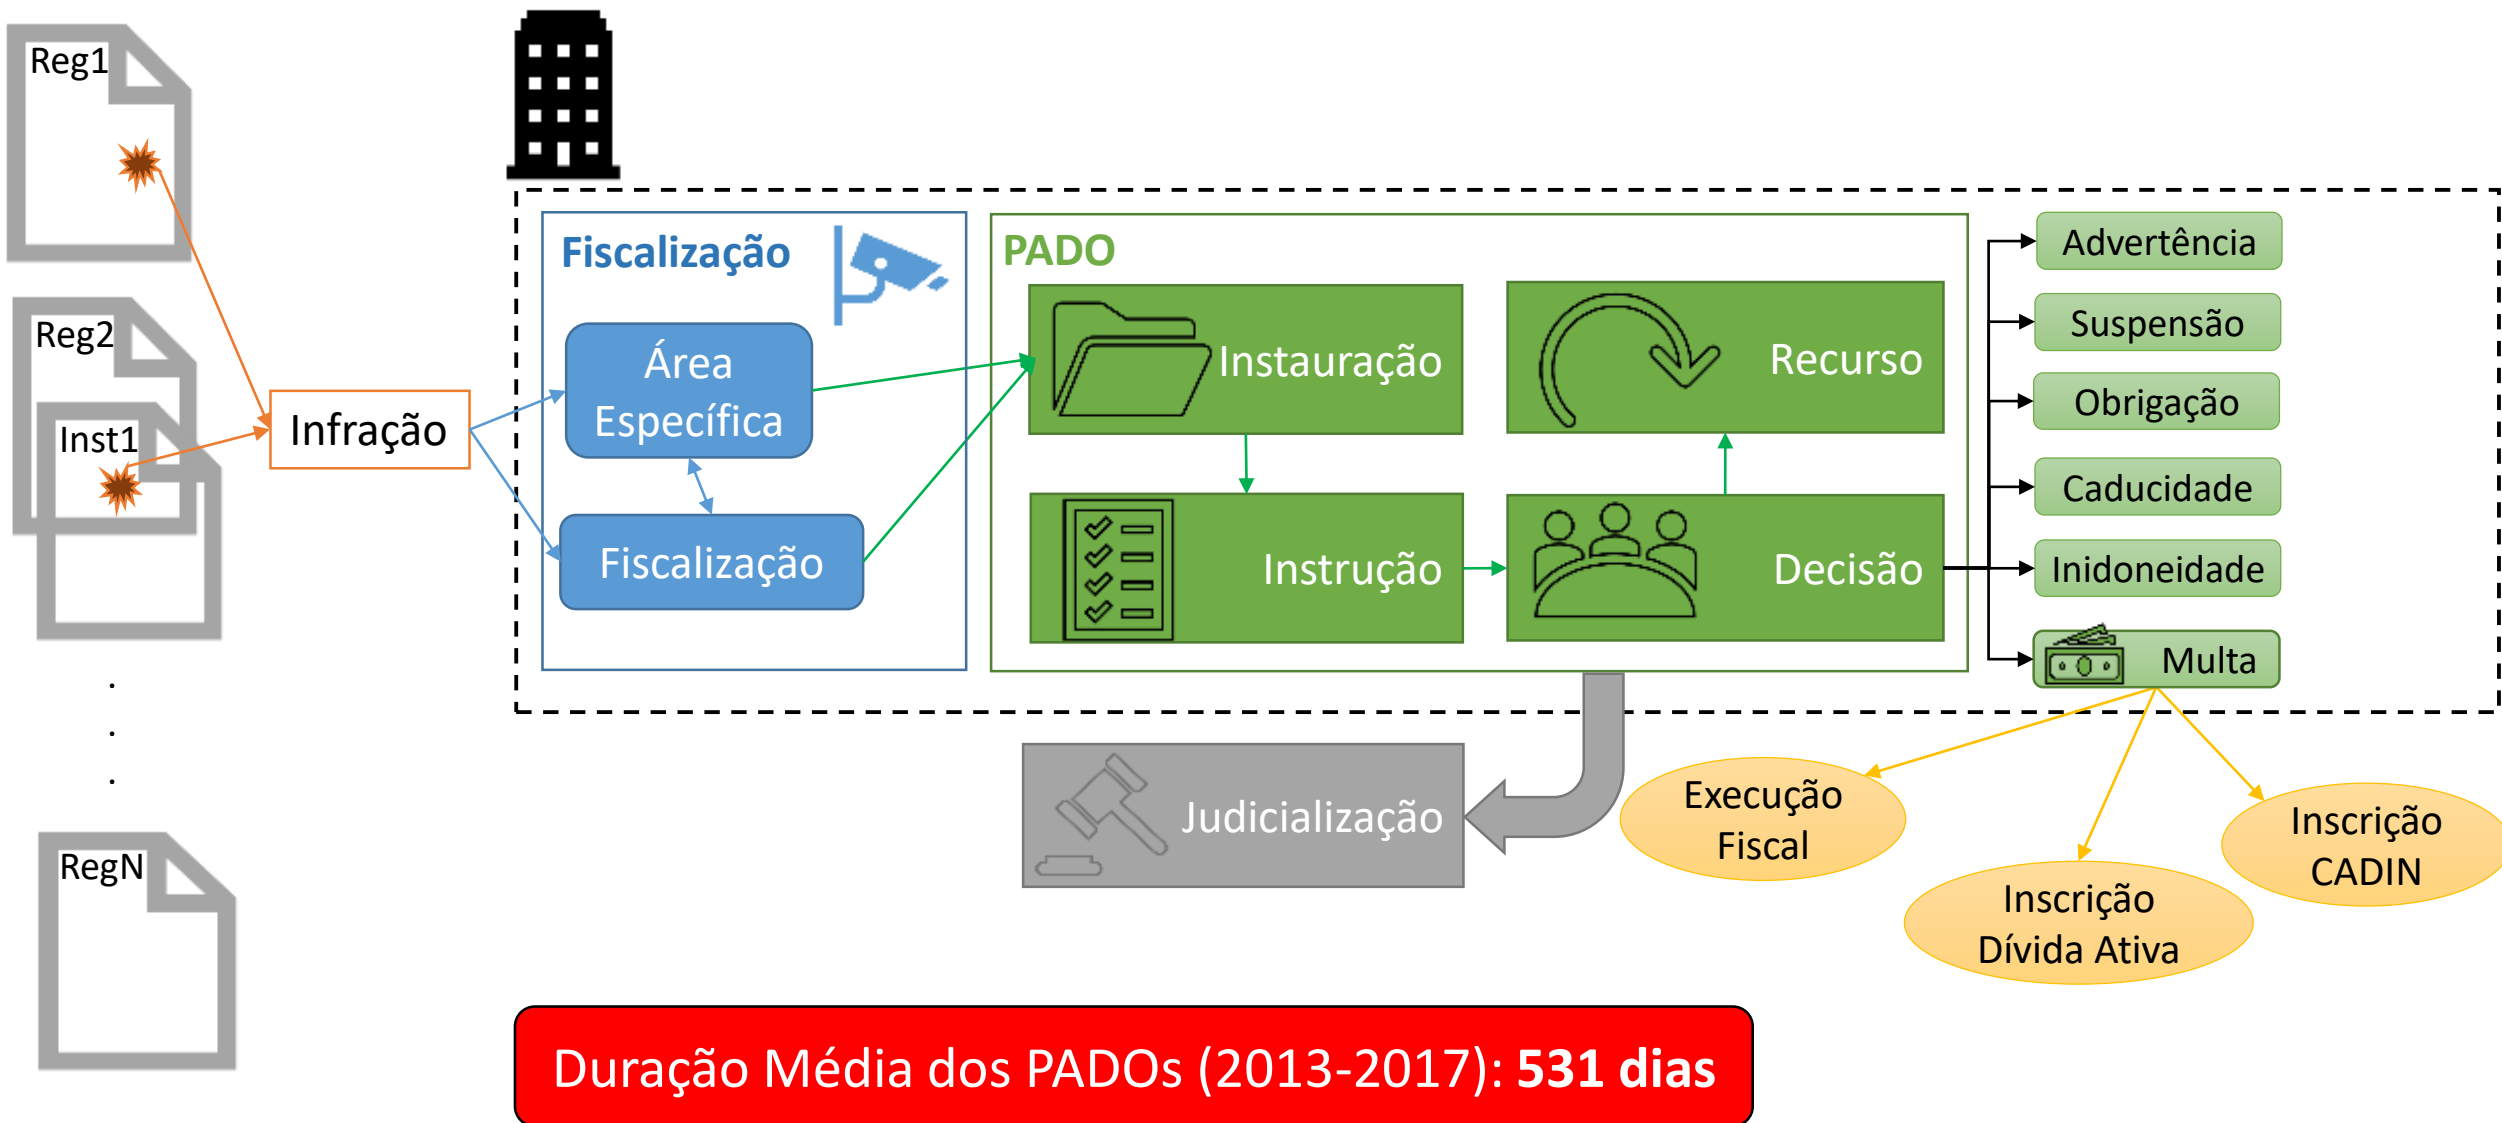 Reg1
Reg2
Inst1
.
.
.
RegN
Infração
Fiscalização
Área
Específica
Fiscalização
PADO
Instauração
Recurso
Instrução
Decisão
Advertência
Suspensão
Obrigação
Caducidade
Inidoneidade
Multa
Judicialização
Execução
Fiscal
Inscrição
Dívida Ativa
Inscrição
CADIN
Duração Média dos PADOs (2013-2017): 531 dias